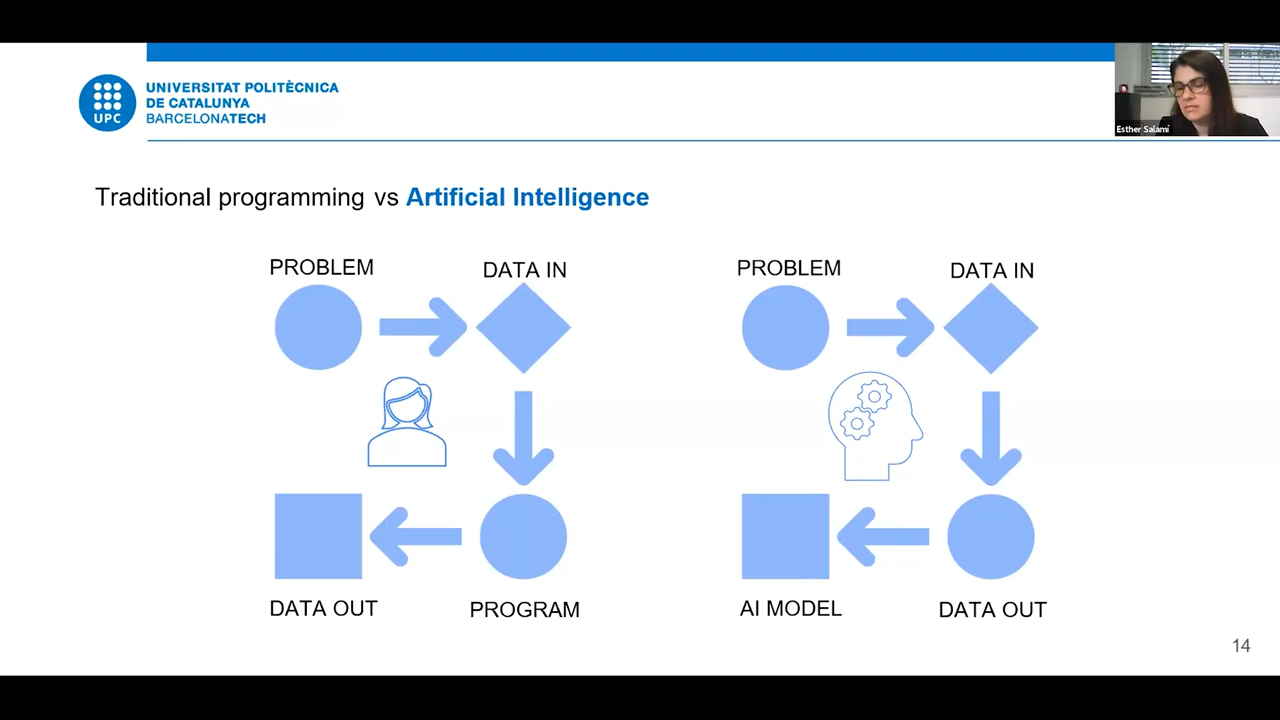 UNIVERSITAT POLITÈCNICA
DE CATALUNYA
BARCELONATECH
UPC
Esther Salamí
Traditional programming vs Artificial Intelligence
PROBLEM
DATA IN
DATA OUT
PROGRAM
PROBLEM
DATA IN
AI MODEL
DATA OUT
14